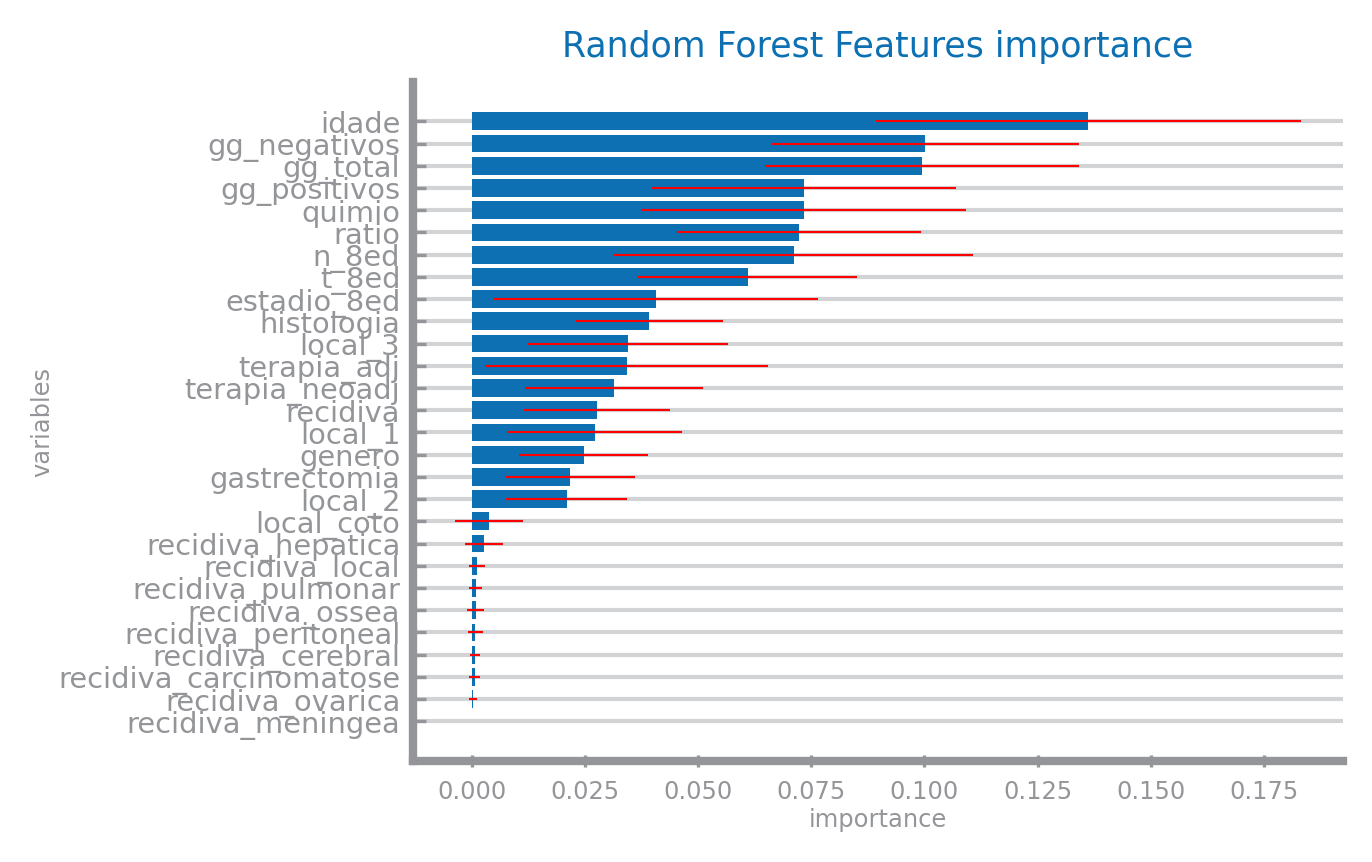 Random Forest Features importance
variables
idade
gg_negativos
gg_total
gg_positivos
quimio
ratio
n_8ed
t_8ed
estadio_8ed
histologia
local_3
terapia_adj
terapia_neoadj
recidiva
local_1
genero
gastrectomia
local_2
local_coto
recidiva_hepatica
recidiva_local
recidiva_pulmonar
recidiva_ossea
recidiva_peritoneal
recidiva_cerebral
recidiva_carcinomatose
recidiva_ovarica
recidiva_meningea
0.000 0.025 0.050 0.075 0.100 0.125 0.150 0.175
importance